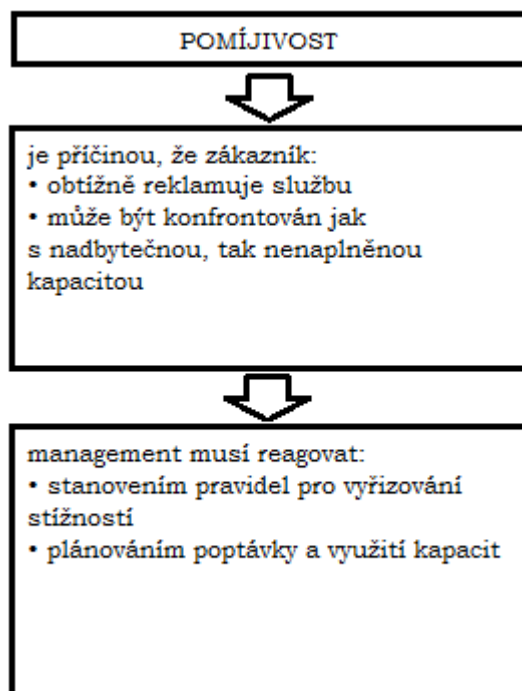 POMÍJIVOST
je příčinou, že zákazník:
• obtížně reklamuje službu
• může být konfrontován jak
s nadbytečnou, tak nenaplněnou
kapacitou
management musí reagovat:
• stanovením pravidel pro vyřizování
stížností
• plánováním poptávky a využití kapacit